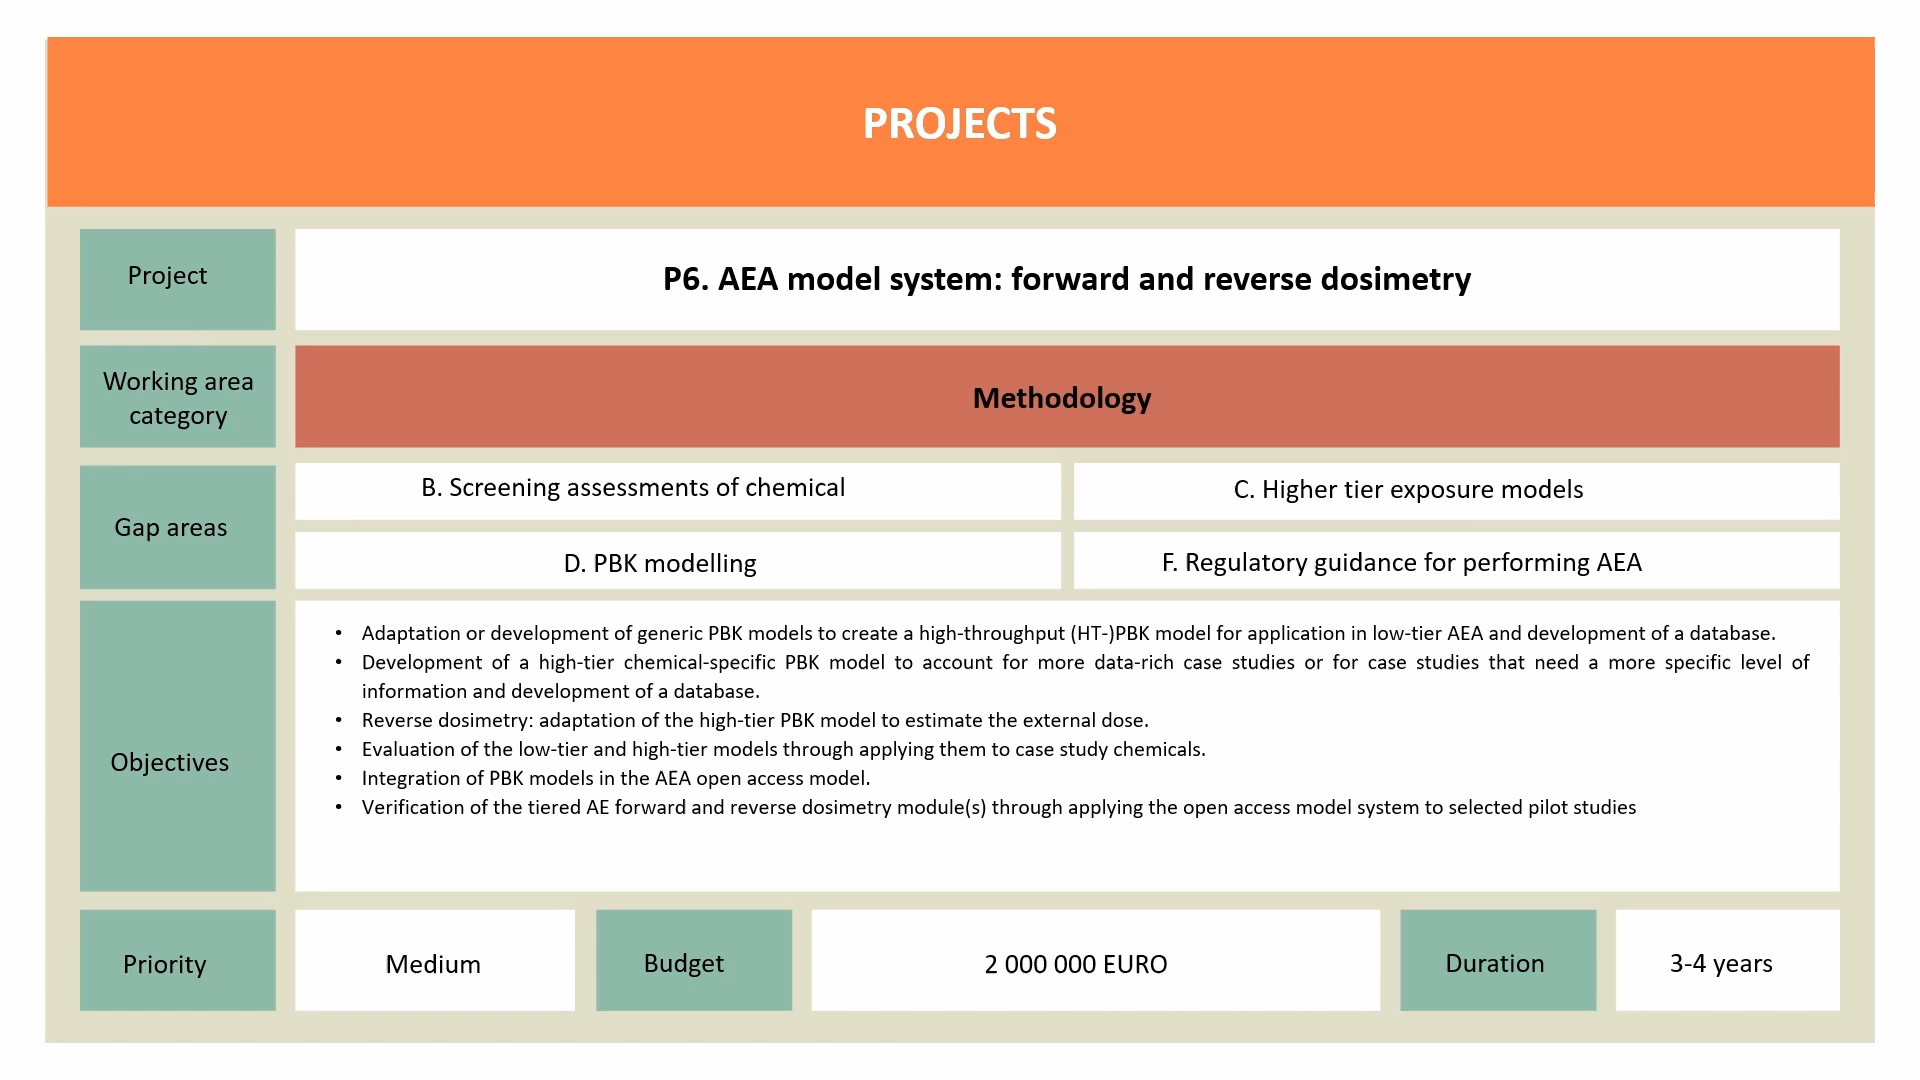 PROJECTS
Project
P6. AEA model system: forward and reverse dosimetry
Working area
category
Methodology
Gap areas
B. Screening assessments of chemical
C. Higher tier exposure models
D. PBK modelling
F. Regulatory guidance for performing AEA
Objectives
• Adaptation or development of generic PBK models to create a high-throughput (HT-)PBK model for application in low-tier AEA and development of a database.
• Development of a high-tier chemical-specific PBK model to account for more data-rich case studies or for case studies that need a more specific level of
information and development of a database.
• Reverse dosimetry: adaptation of the high-tier PBK model to estimate the external dose.
• Evaluation of the low-tier and high-tier models through applying them to case study chemicals.
• Integration of PBK models in the AEA open access model.
• Verification of the tiered AE forward and reverse dosimetry module(s) through applying the open access model system to selected pilot studies
Priority
Medium
Budget
2 000 000 EURO
Duration
3-4 years